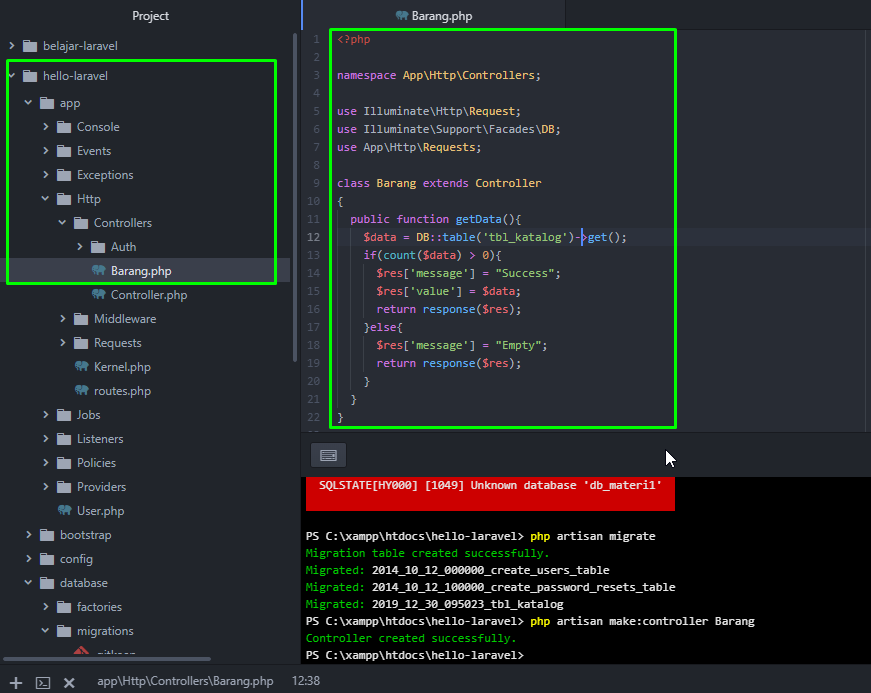 Project
belajar-laravel
hello-laravel
app
Console
Events
Exceptions
Http
Controllers
Auth
Barang.php
Controller.php
Middleware
Requests
Kernel.php
routes.php
Jobs
Listeners
Policies
Providers
User.php
bootstrap
config
database
factories
migrations
.gitkeep
Barang.php
1 <?php
2
3 namespace App\Http\Controllers;
4
5 use Illuminate\Http\Request;
6 use Illuminate\Support\Facades\DB;
7 use App\Http\Requests;
8
9 class Barang extends Controller
10 {
11 public function getData(){
12 $data = DB::table('tbl_katalog')->get();
13 if(count($data) > 0){
14 $res['message'] = "Success";
15 $res['value'] = $data;
16 return response($res);
17 }else{
18 $res['message'] = "Empty";
19 return response($res);
20 }
21 }
22 }
SQLSTATE[HY000] [1049] Unknown database 'db_materi1'
PS C:\xampp\htdocs\hello-laravel> php artisan migrate
Migration table created successfully.
Migrated: 2014_10_12_000000_create_users_table
Migrated: 2014_10_12_100000_create_password_resets_table
Migrated: 2019_12_30_095023_tbl_katalog
PS C:\xampp\htdocs\hello-laravel> php artisan make:controller Barang
Controller created successfully.
PS C:\xampp\htdocs\hello-laravel>
app\Http\Controllers\Barang.php 12:38